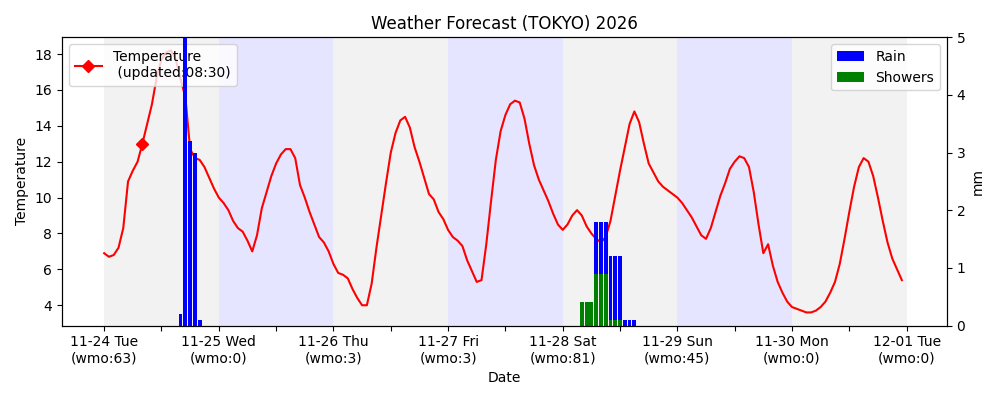 Weather Forecast (TOKYO) 2026
Temperature
(updated:08:30)
Rain
Showers
18
16
14
12
10
8
6
4
Temperature
5
4
3
2
1
0
mm
11-24 Tue
(wmo:63)
11-25 Wed
(wmo:0)
11-26 Thu
(wmo:3)
11-27 Fri
(wmo:3)
11-28 Sat
(wmo:81)
11-29 Sun
(wmo:45)
11-30 Mon
(wmo:0)
12-01 Tue
(wmo:0)
Date